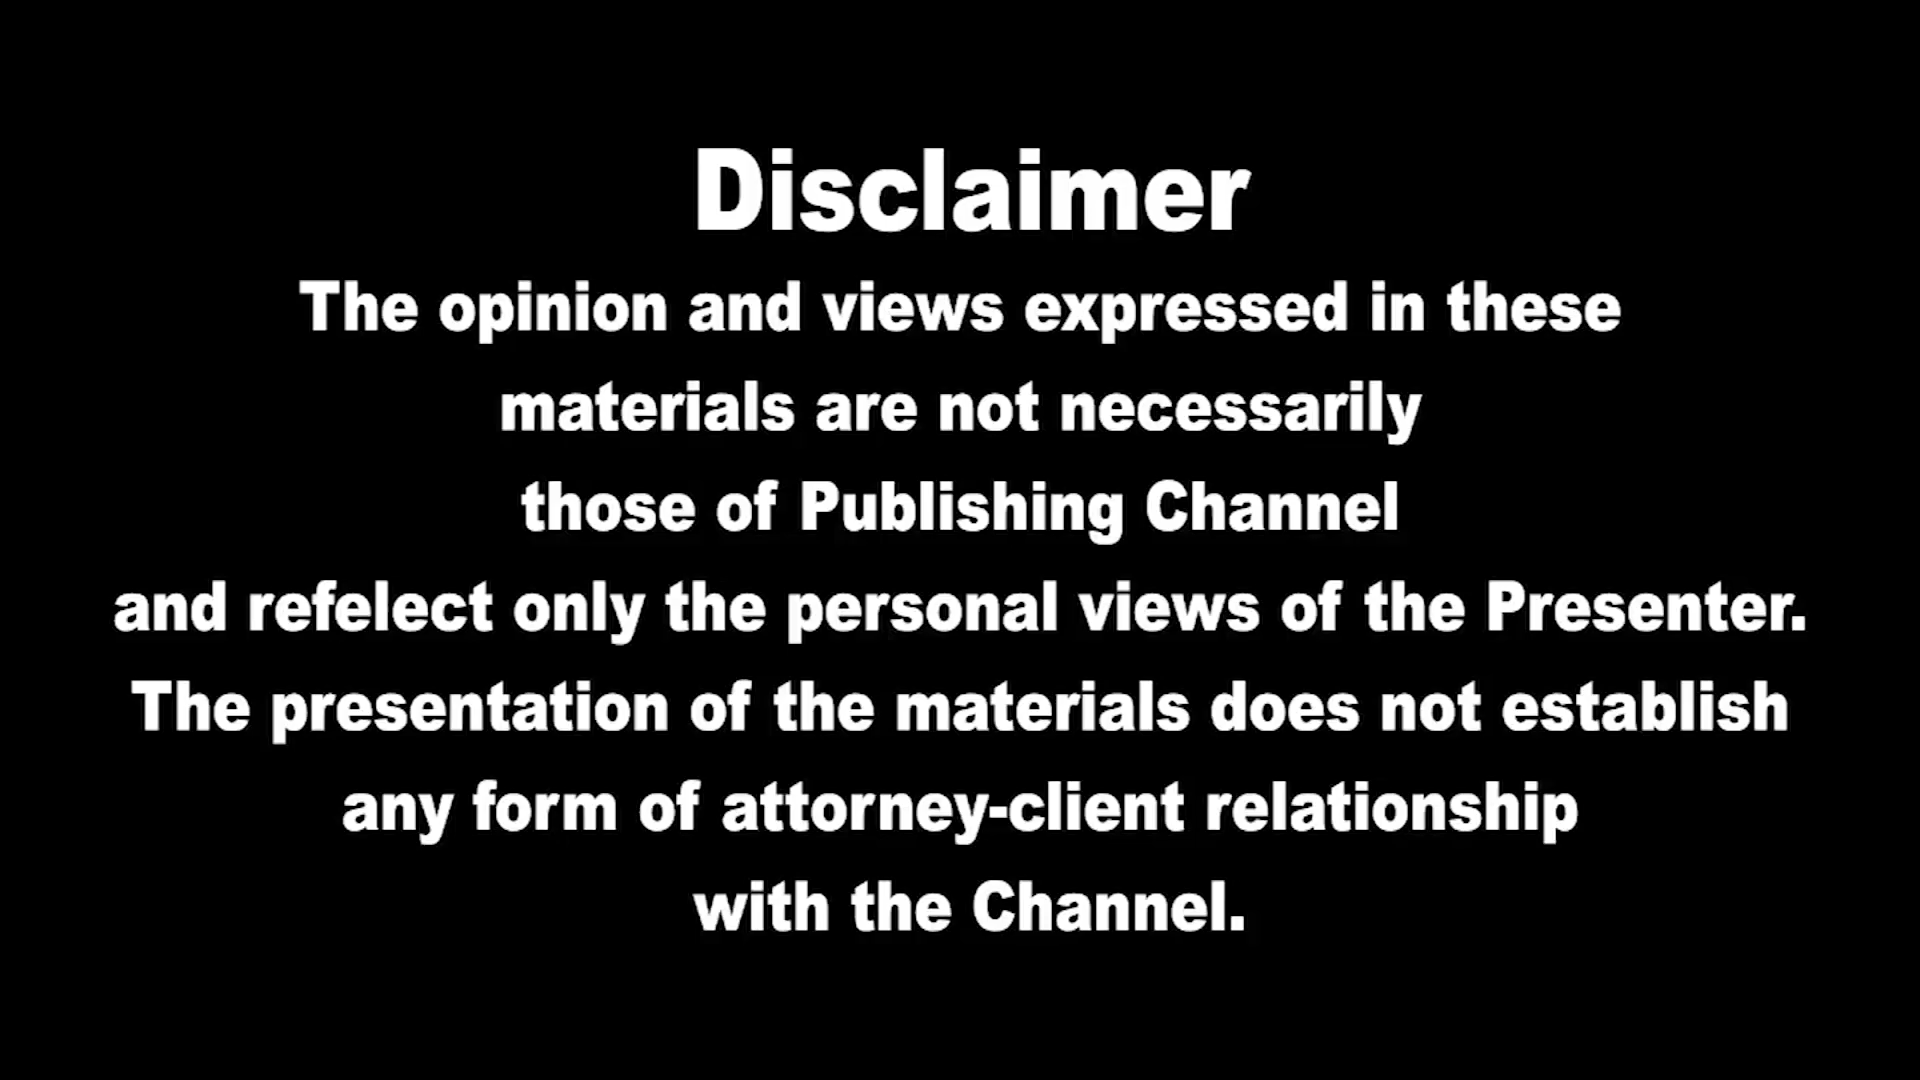 Disclaimer
The opinion and views expressed in these
materials are not necessarily
those of Publishing Channel
and refelect only the personal views of the Presenter.
The presentation of the materials does not establish
any form of attorney-client relationship
with the Channel.